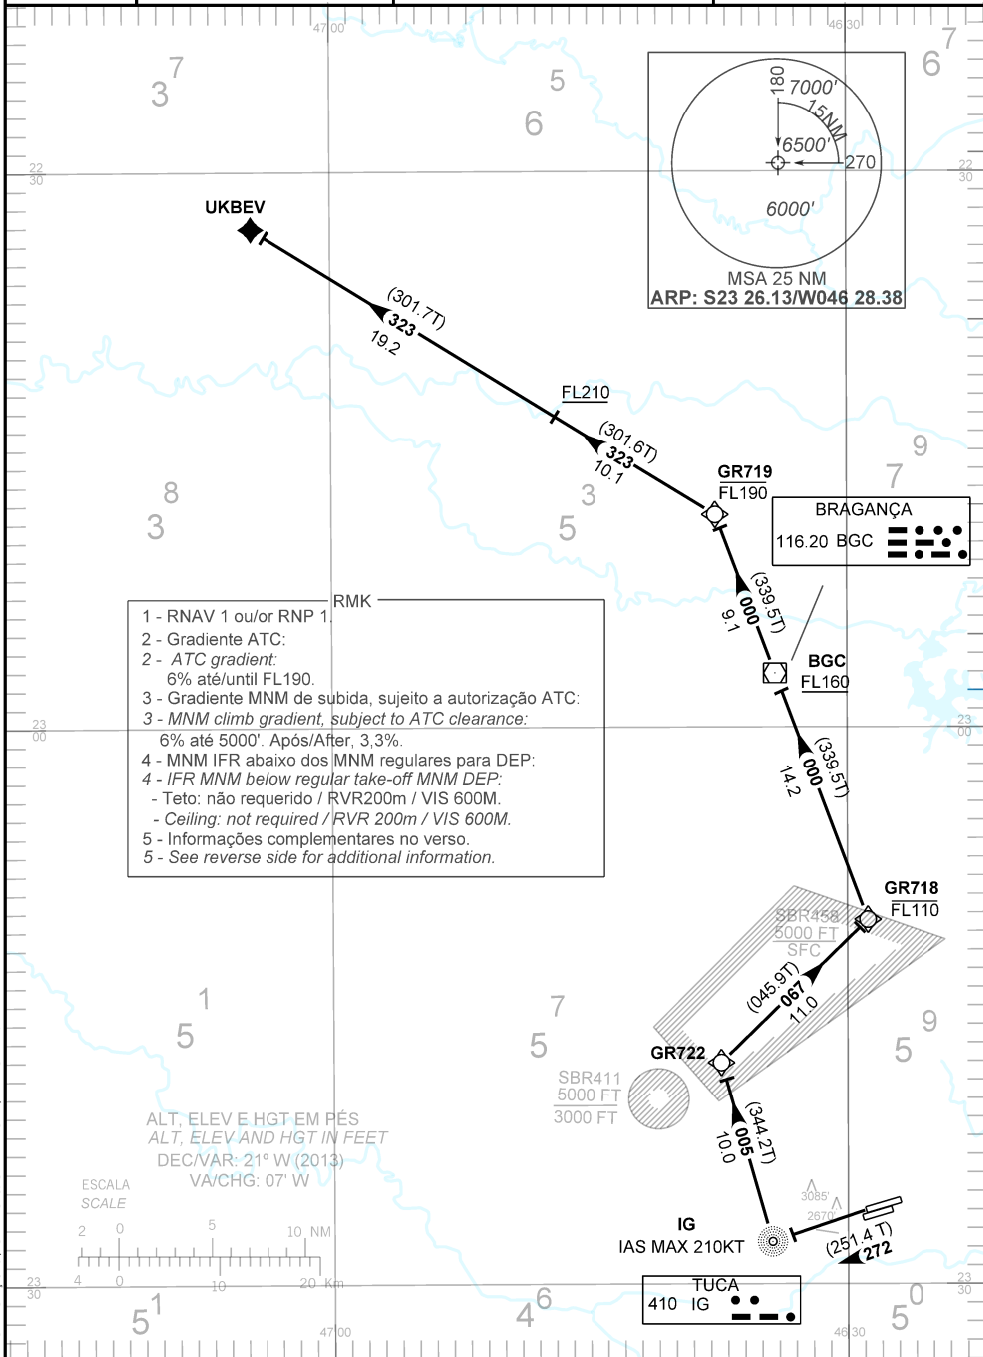 47 00
46 30
3 7
5
6
6 7
180
7000'
15NM
6500'
270
6000'
MSA 25 NM
ARP: S23 26.13/W046 28.38
22
30
22
30
UKBEV
(301.7T)
323
19.2
FL210
(301.6T)
323
10.1
GR719
FL190
7 9
3 8
5 3
BRAGANÇA
116.20 BGC
(339.5T)
000
9.1
BGC
FL160
RMK
1 - RNAV 1 ou/or RNP 1.
2 - Gradiente ATC:
2 - ATC gradient:
6% até/until FL190.
3 - Gradiente MNM de subida, sujeito a autorização ATC:
3 - MNM climb gradient, subject to ATC clearance:
6% até 5000'. Após/After, 3,3%.
4 - MNM IFR abaixo dos MNM regulares para DEP:
4 - IFR MNM below regular take-off MNM DEP:
- Teto: não requerido / RVR200m / VIS 600M.
- Ceiling: not required / RVR 200m / VIS 600M.
5 - Informações complementares no verso.
5 - See reverse side for additional information.
23
00
23
00
(339.5T)
000
14.2
GR718
FL110
SBR458
5000 FT
SFC
(045.9T)
067
11.0
5 1
5 7
5 9
GR722
SBR411
5000 FT
3000 FT
(344.2T)
005
10.0
ALT, ELEV E HGT EM PÉS
ALT, ELEV AND HGT IN FEET
DEC/VAR: 21° W (2013)
VA/CHG: 07' W
ESCALA
SCALE
2 0 5 10 NM
4 0 10 20 Km
3085'
2670'
IG
IAS MAX 210KT
(251.4 T)
272
TUCA
410 IG
23
30
23
30
5 1
4 6
5 0
47 00
46 30